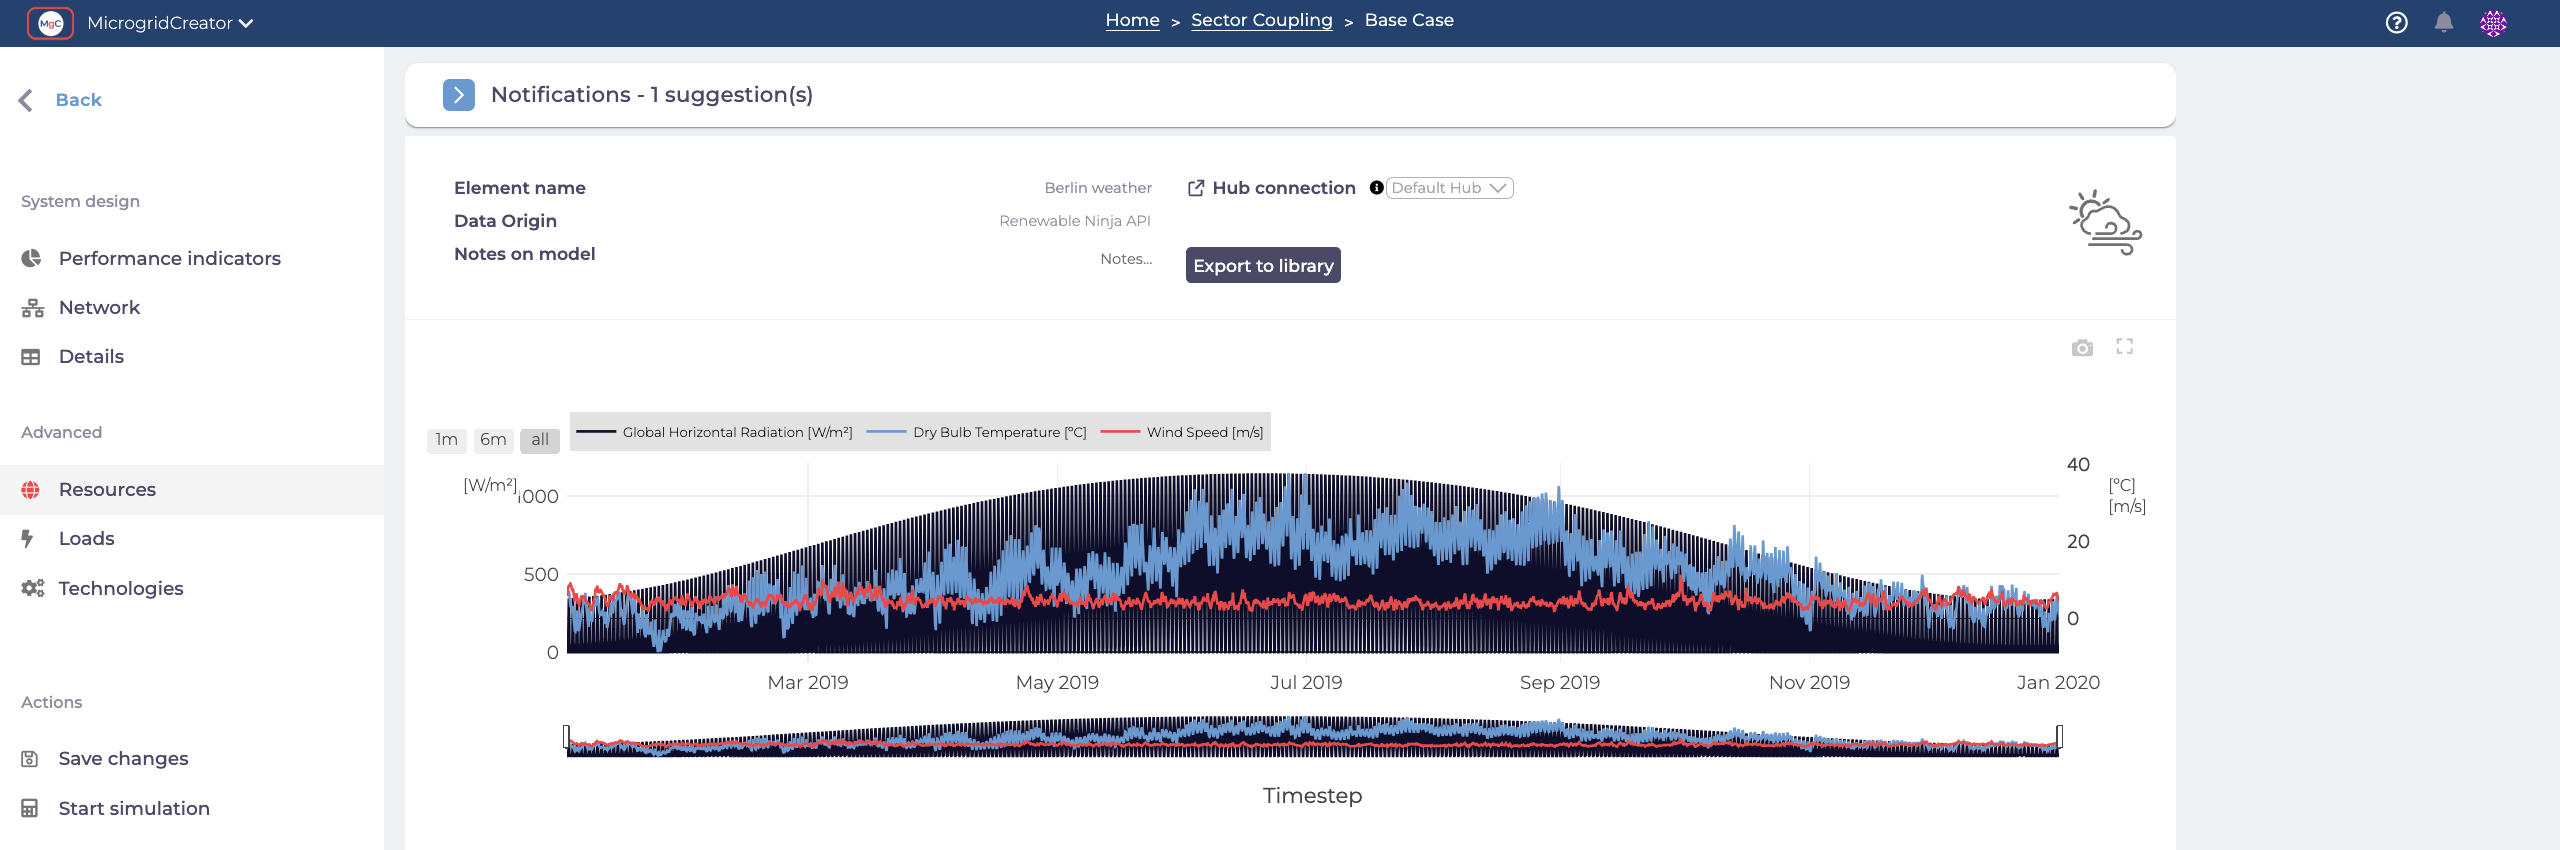 MgC MicrogridCreator
Home > Sector Coupling > Base Case
Back
System design
Performance indicators
Network
Details
Advanced
Resources
Loads
Technologies
Actions
Save changes
Start simulation
Notifications - 1 suggestion(s)
Element name Berlin weather
Data Origin Renewable Ninja API
Notes on model Notes...
Hub connection Default Hub
Export to library
1m 6m all
Global Horizontal Radiation [W/m²] Dry Bulb Temperature [°C] Wind Speed [m/s]
[W/m²]
1000
500
0
40
20
0
[°C]
[m/s]
Mar 2019 May 2019 Jul 2019 Sep 2019 Nov 2019 Jan 2020
Timestep